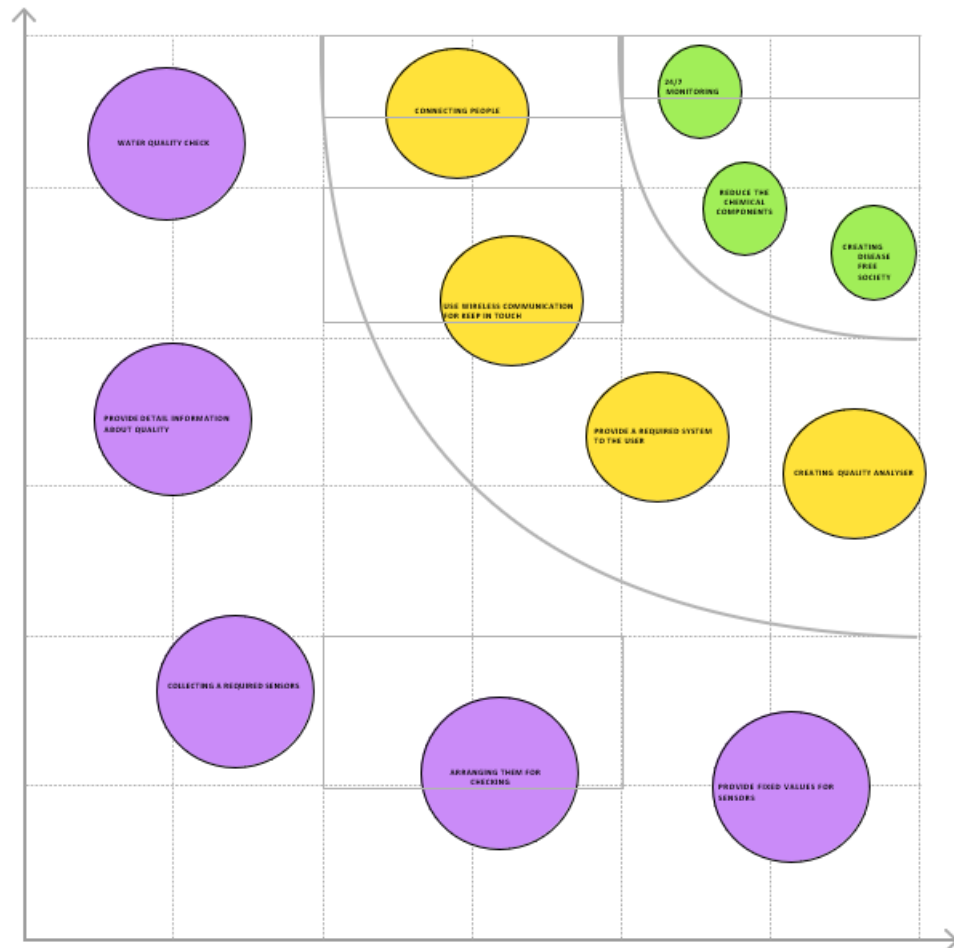 24/7
MONITORING
CONNECTING PEOPLE
WATER QUALITY CHECK
REDUCE THE
CHEMICAL
COMPONENTS
CREATING
DISEASE
FREE
SOCIETY
USE WIRELESS COMMUNICATION
FOR KEEP IN TOUCH
PROVIDE DETAIL INFORMATION
ABOUT QUALITY
PROVIDE A REQUIRED SYSTEM
TO THE USER
CREATING QUALITY ANALYSER
COLLECTING A REQUIRED SENSORS
ARRANGING THEM FOR
CHECKING
PROVIDE FIXED VALUES FOR
SENSORS